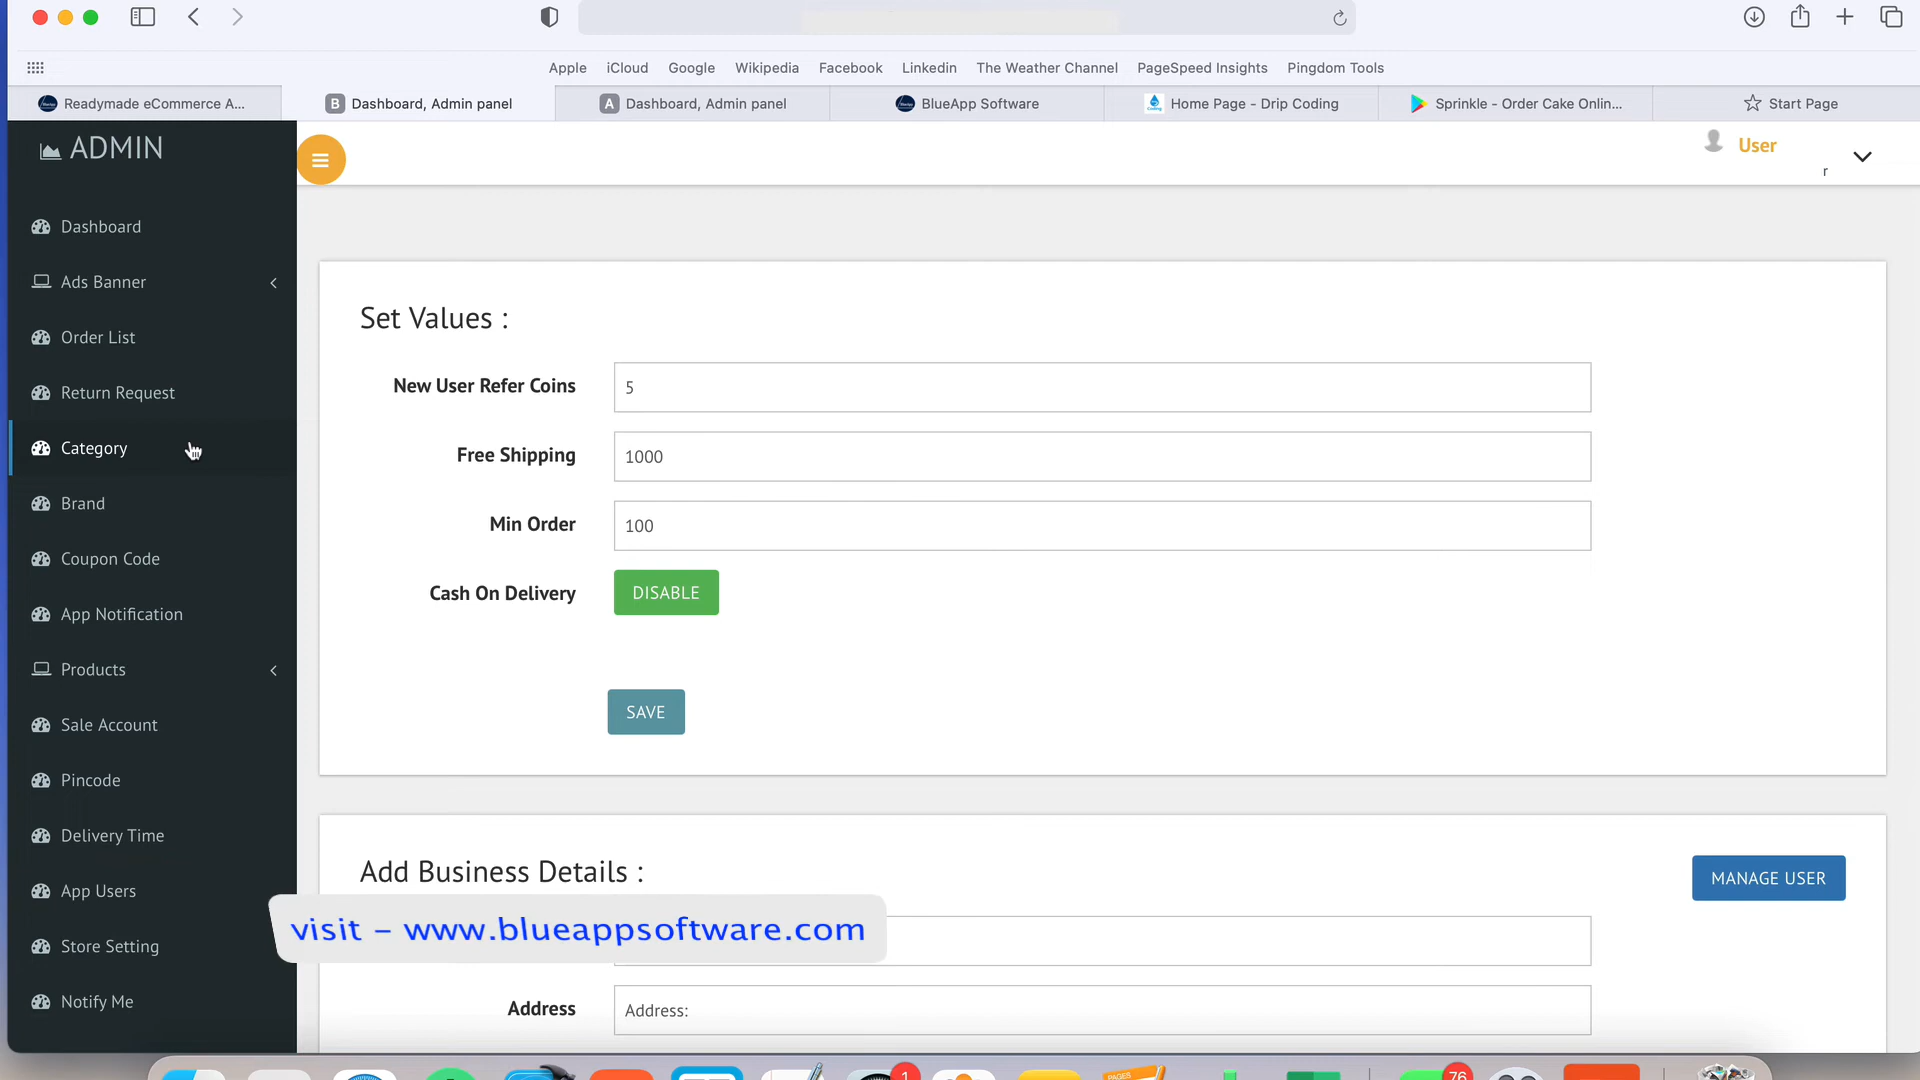 Apple iCloud Google Wikipedia Facebook Linkedin The Weather Channel PageSpeed Insights Pingdom Tools
Readymade eCommerce A... B Dashboard, Admin panel A Dashboard, Admin panel BlueApp Software Home Page - Drip Coding Sprinkle - Order Cake Onlin... Start Page
ADMIN
User
r
Dashboard
Ads Banner
Order List
Return Request
Category
Brand
Coupon Code
App Notification
Products
Sale Account
Pincode
Delivery Time
App Users
Store Setting
Notify Me
Set Values :
New User Refer Coins 5
Free Shipping 1000
Min Order 100
Cash On Delivery DISABLE
SAVE
Add Business Details :
MANAGE USER
visit - www.blueappsoftware.com
Address Address:
1
PAGES
76